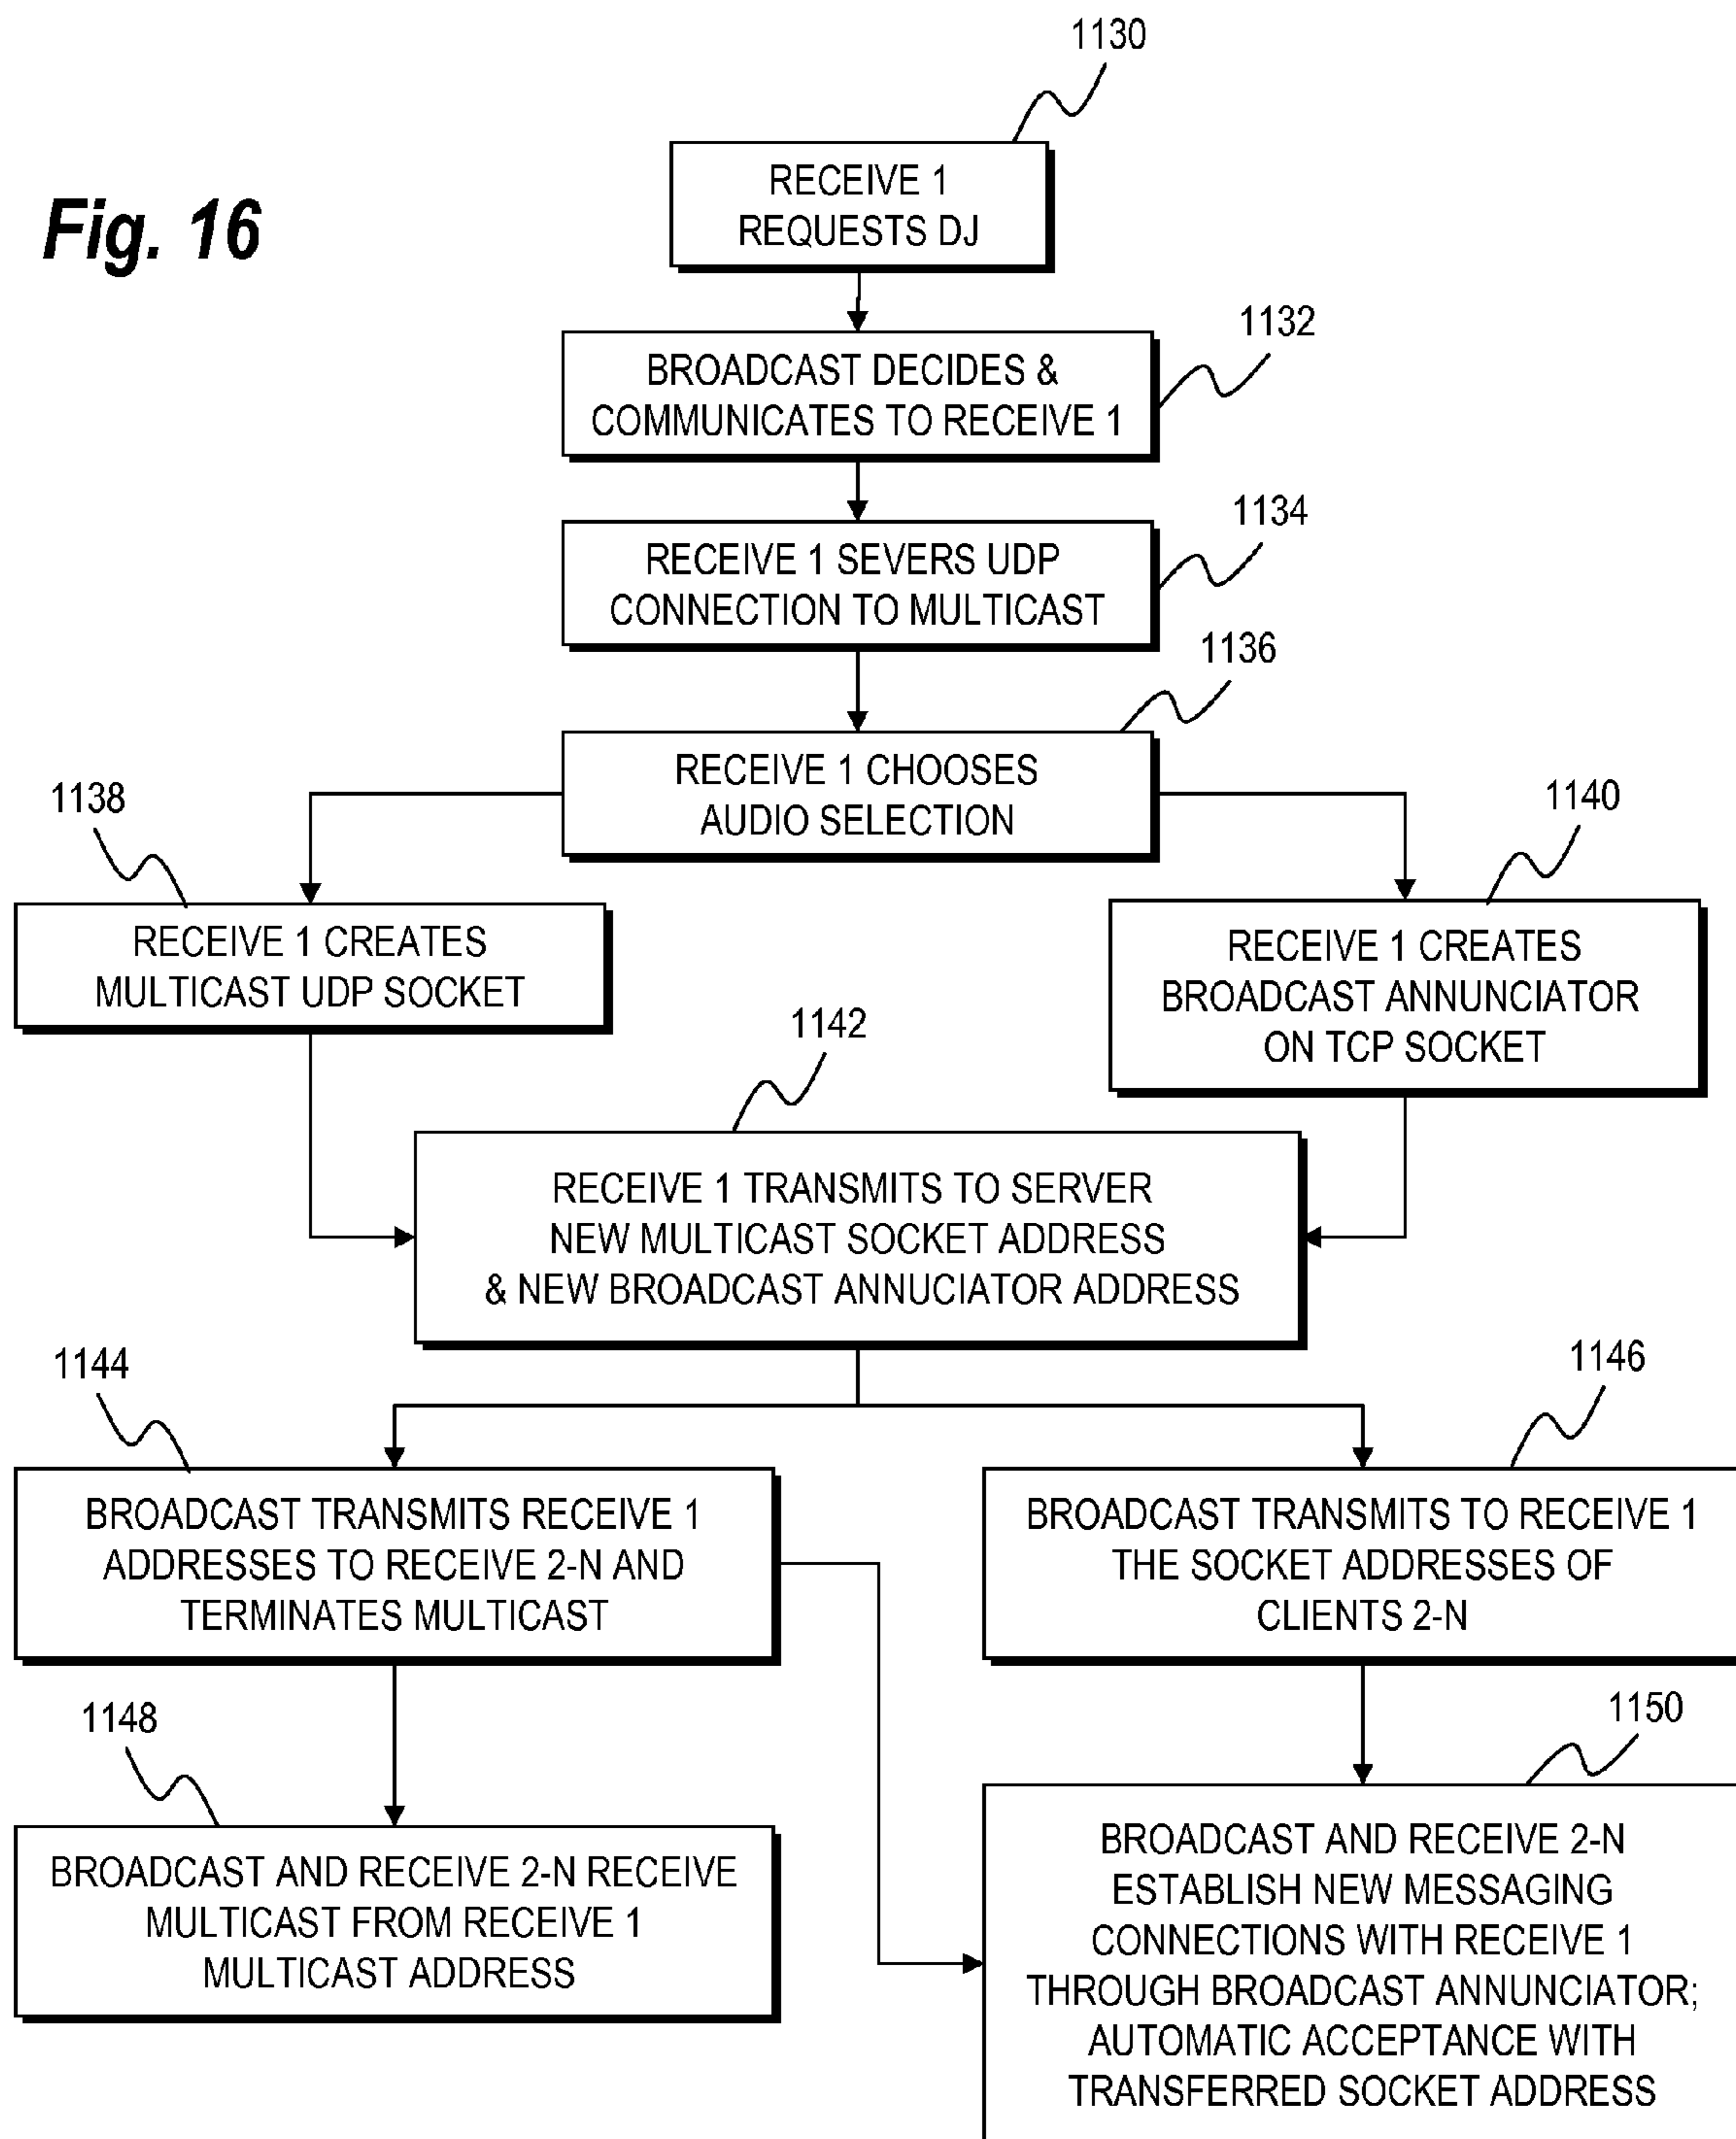 Fig. 16
1130
RECEIVE 1
REQUESTS DJ
1132
BROADCAST DECIDES &
COMMUNICATES TO RECEIVE 1
1134
RECEIVE 1 SEVERS UDP
CONNECTION TO MULTICAST
1136
RECEIVE 1 CHOOSES
AUDIO SELECTION
1138
RECEIVE 1 CREATES
MULTICAST UDP SOCKET
1140
RECEIVE 1 CREATES
BROADCAST ANNUNCIATOR
ON TCP SOCKET
1142
RECEIVE 1 TRANSMITS TO SERVER
NEW MULTICAST SOCKET ADDRESS
& NEW BROADCAST ANNUCIATOR ADDRESS
1144
BROADCAST TRANSMITS RECEIVE 1
ADDRESSES TO RECEIVE 2-N AND
TERMINATES MULTICAST
1146
BROADCAST TRANSMITS TO RECEIVE 1
THE SOCKET ADDRESSES OF
CLIENTS 2-N
1148
BROADCAST AND RECEIVE 2-N RECEIVE
MULTICAST FROM RECEIVE 1
MULTICAST ADDRESS
1150
BROADCAST AND RECEIVE 2-N
ESTABLISH NEW MESSAGING
CONNECTIONS WITH RECEIVE 1
THROUGH BROADCAST ANNUNCIATOR;
AUTOMATIC ACCEPTANCE WITH
TRANSFERRED SOCKET ADDRESS